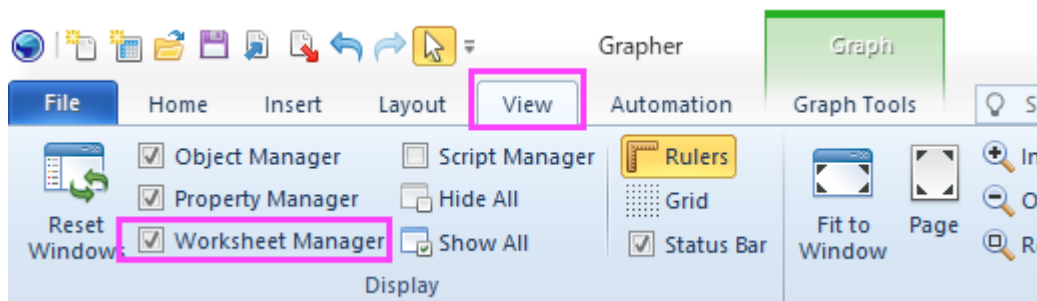 Grapher Graph
File Home Insert Layout View Automation Graph Tools
Object Manager Script Manager Rulers
Property Manager Hide All Grid
Worksheet Manager Show All Status Bar
Reset Windows
Fit to Window
Page
Display